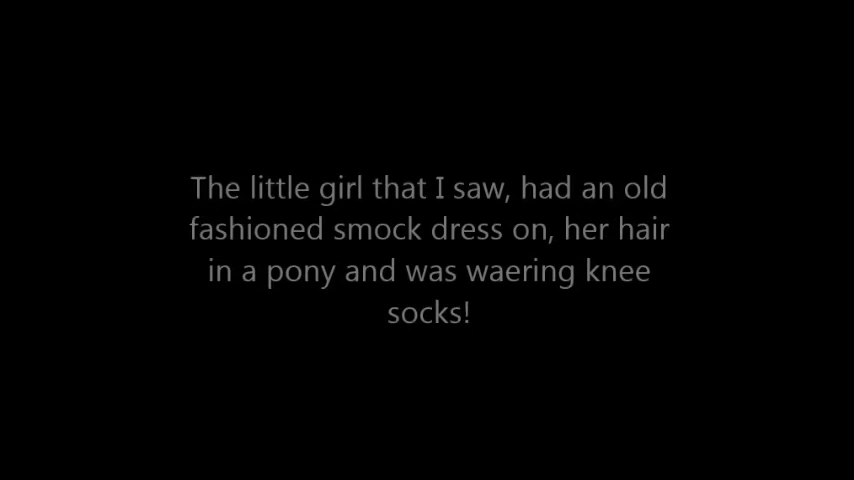 The little girl that I saw, had an old
fashioned smock dress on, her hair
in a pony and was waering knee
socks!